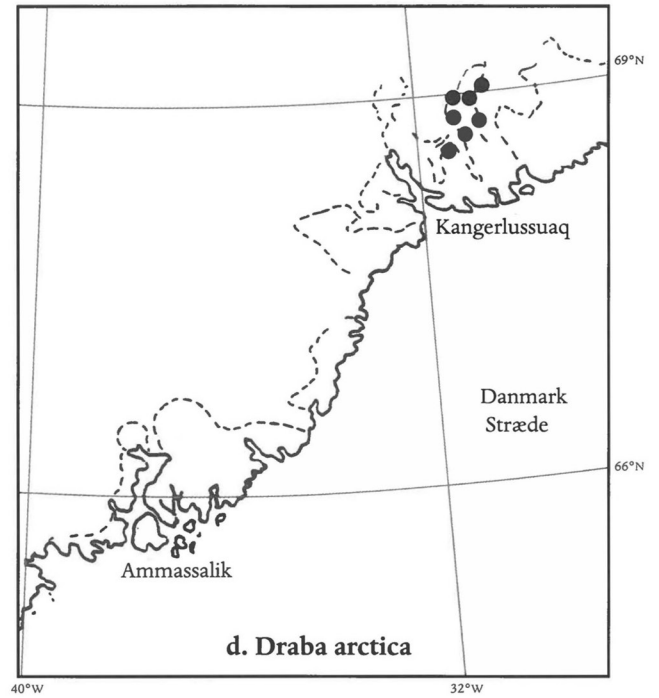 69°N
Kangerlussuaq
Danmark
Stræde
66°N
Ammassalik
d. Draba arctica
40°W
32°W